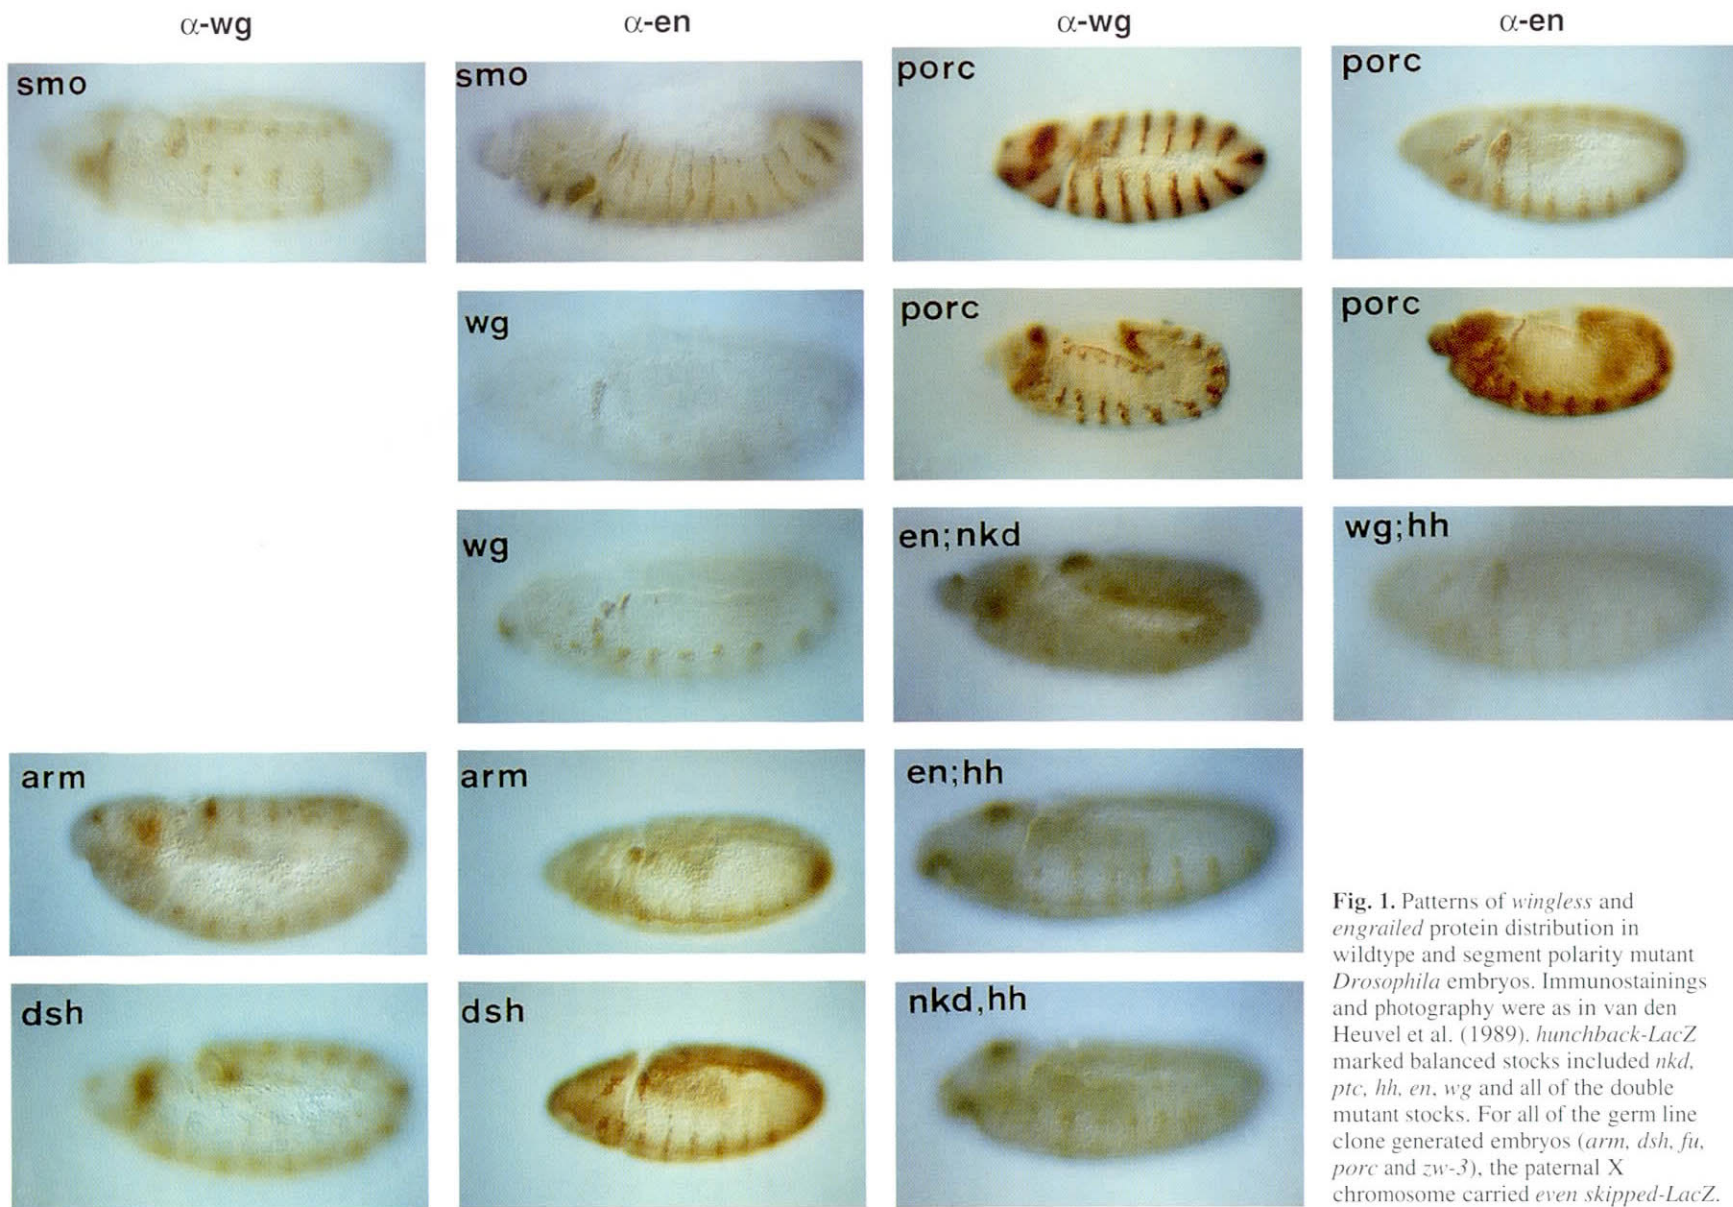 α-wg α-en α-wg α-en
smo smo porc porc
wg porc porc
wg en;nkd wg;hh
arm arm en;hh
dsh dsh nkd,hh
Fig. 1. Patterns of wingless and
engrailed protein distribution in
wildtype and segment polarity mutant
Drosophila embryos. Immunostainings
and photography were as in van den
Heuvel et al. (1989). hunchback-LacZ
marked balanced stocks included nkd,
ptc, hh, en, wg and all of the double
mutant stocks. For all of the germ line
clone generated embryos (arm, dsh, fu,
porc and zw-3), the paternal X
chromosome carried even skipped-LacZ.